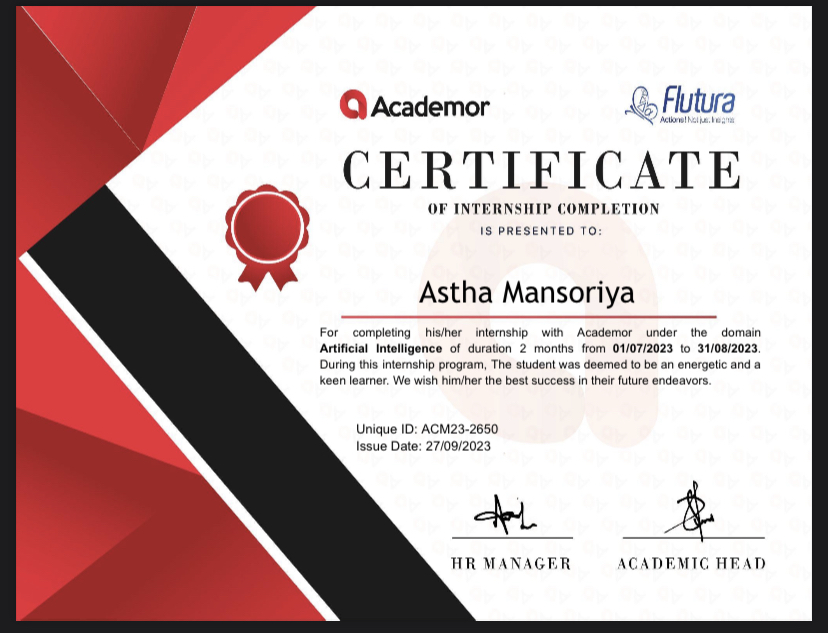 Academor
Flutura
Actions! Not just Insights
CERTIFICATE
OF INTERNSHIP COMPLETION
IS PRESENTED TO:
Astha Mansoriya
For completing his/her internship with Academor under the domain
Artificial Intelligence of duration 2 months from 01/07/2023 to 31/08/2023.
During this internship program, The student was deemed to be an energetic and a
keen learner. We wish him/her the best success in their future endeavors.
Unique ID: ACM23-2650
Issue Date: 27/09/2023
HR MANAGER
ACADEMIC HEAD